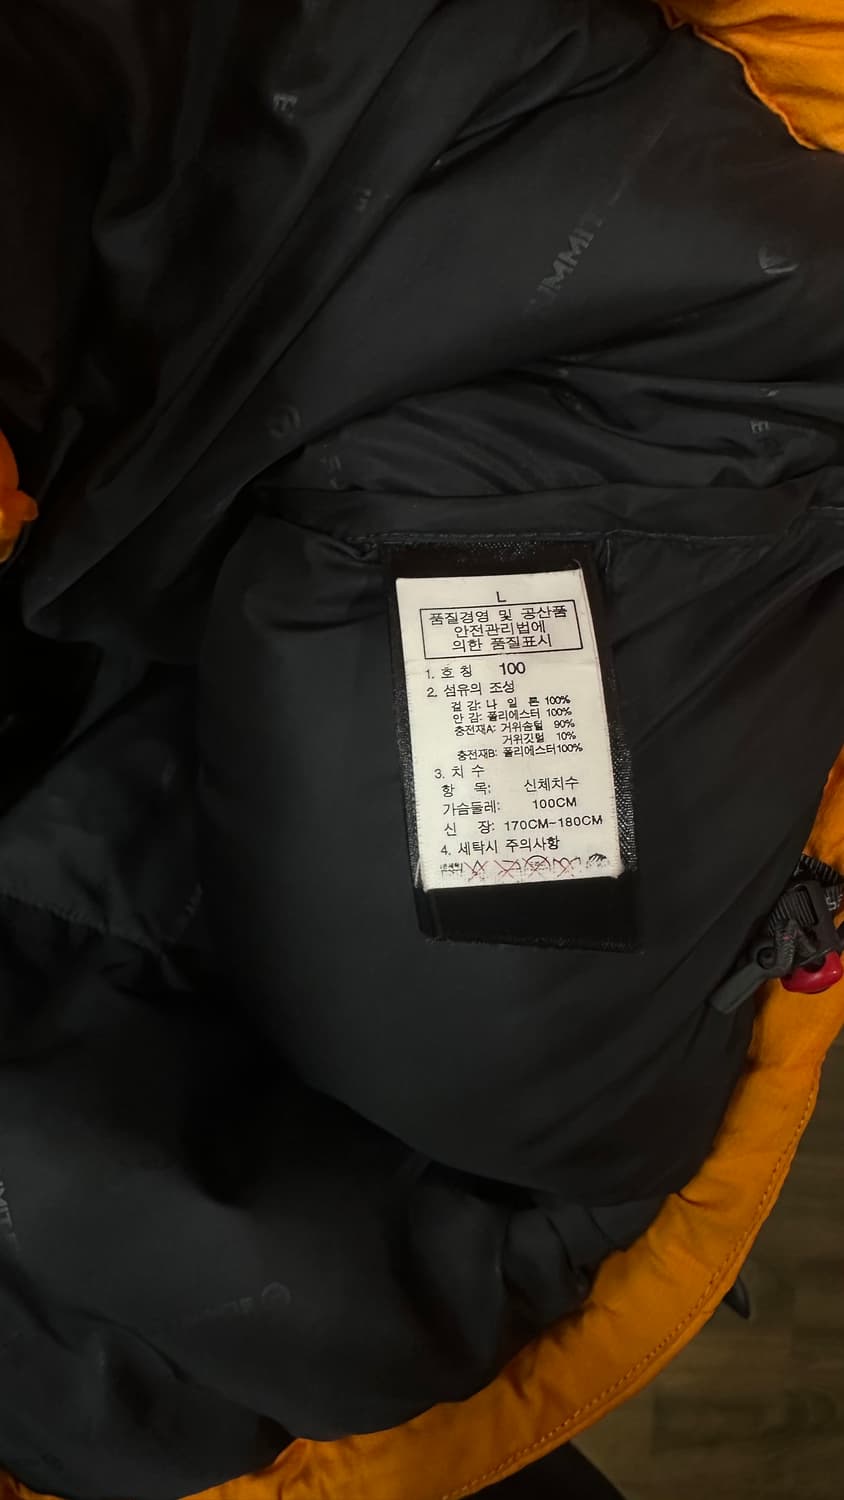 SUMMIT
L
품질경영 및 공산품
안전관리법에
의한 품질표시
1. 호 칭 100
2. 섬유의 조성
겉 감: 나 일 론 100%
안 감: 폴리에스터 100%
충전재A: 거위솜털 90%
거위깃털 10%
충전재B: 폴리에스터100%
3. 치 수
항 목: 신체치수
가슴둘레: 100CM
신 장: 170CM~180CM
4. 세탁시 주의사항